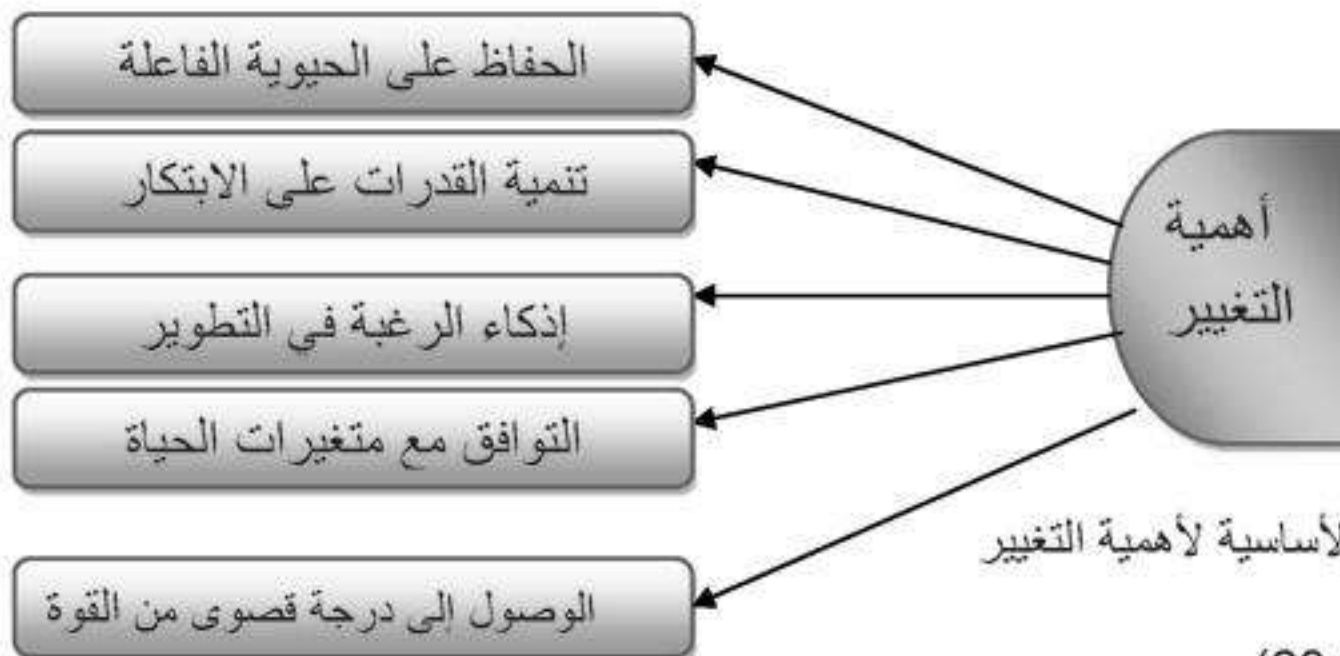 الحفاظ على الحيوية الفاعلة
تنمية القدرات على الابتكار
أهمية
التغيير
إذكاء الرغبة في التطوير
التوافق مع متغيرات الحياة
لأهمية التغيير
الوصول إلى درجة قصوى من القوة